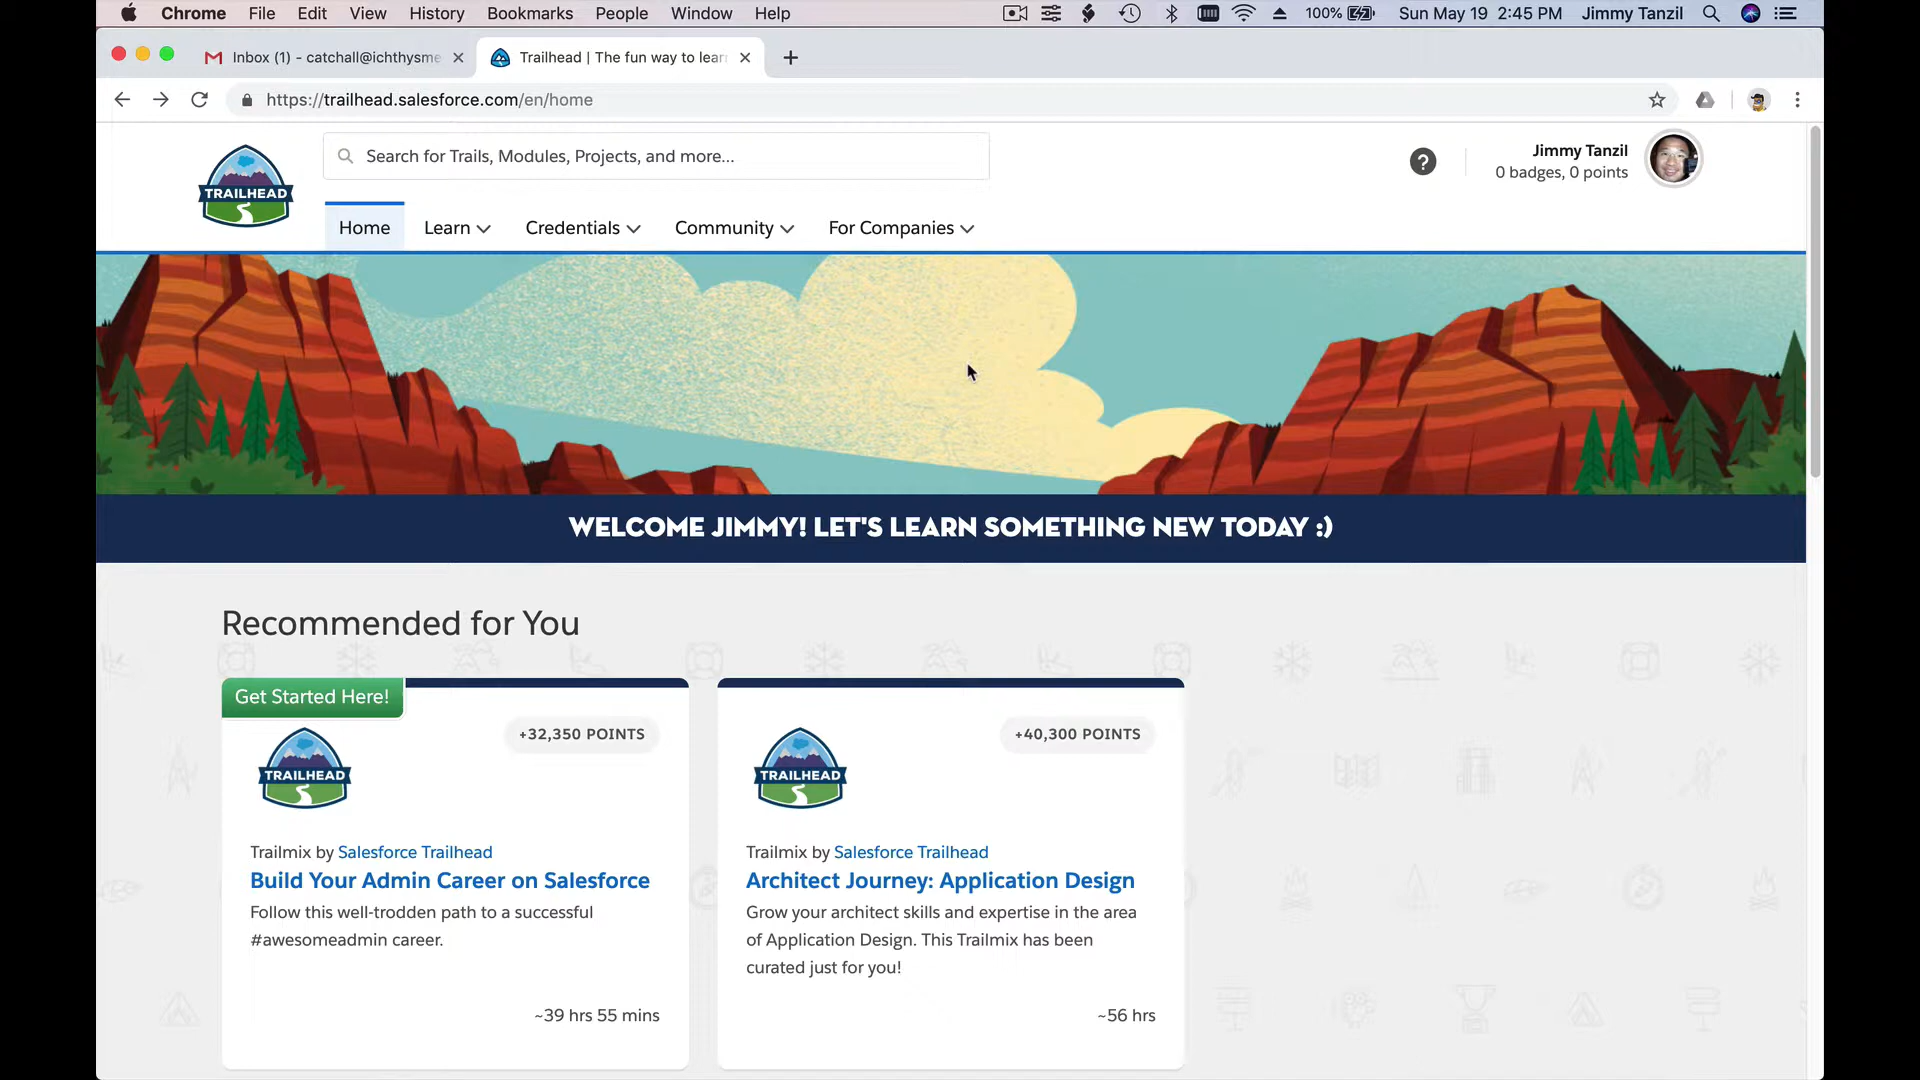 Chrome File Edit View History Bookmarks People Window Help 100% Sun May 19 2:45 PM Jimmy Tanzil
Inbox (1) - catchall@ichthysme
Trailhead | The fun way to lear
https://trailhead.salesforce.com/en/home
TRAILHEAD
Search for Trails, Modules, Projects, and more...
?
Jimmy Tanzil
0 badges, 0 points
Home Learn Credentials Community For Companies
WELCOME JIMMY! LET'S LEARN SOMETHING NEW TODAY :)
Recommended for You
Get Started Here!
TRAILHEAD
+32,350 POINTS
Trailmix by Salesforce Trailhead
Build Your Admin Career on Salesforce
Follow this well-trodden path to a successful
#awesomeadmin career.
~39 hrs 55 mins
TRAILHEAD
+40,300 POINTS
Trailmix by Salesforce Trailhead
Architect Journey: Application Design
Grow your architect skills and expertise in the area
of Application Design. This Trailmix has been
curated just for you!
~56 hrs